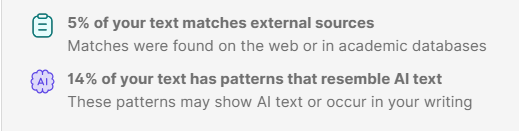 5% of your text matches external sources
Matches were found on the web or in academic databases
AI
14% of your text has patterns that resemble AI text
These patterns may show AI text or occur in your writing